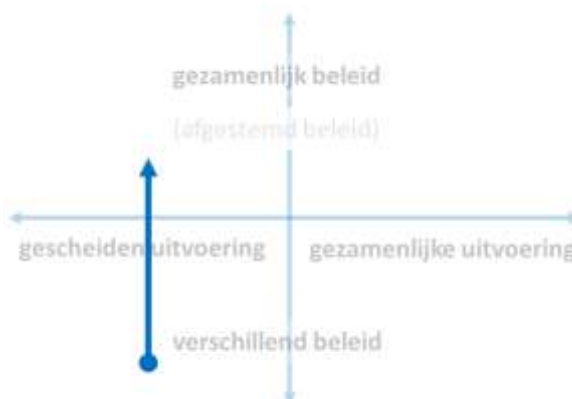 gezamenlijk beleid
(afgestemd beleid)
gescheiden uitvoering
gezamenlijke uitvoering
verschillend beleid